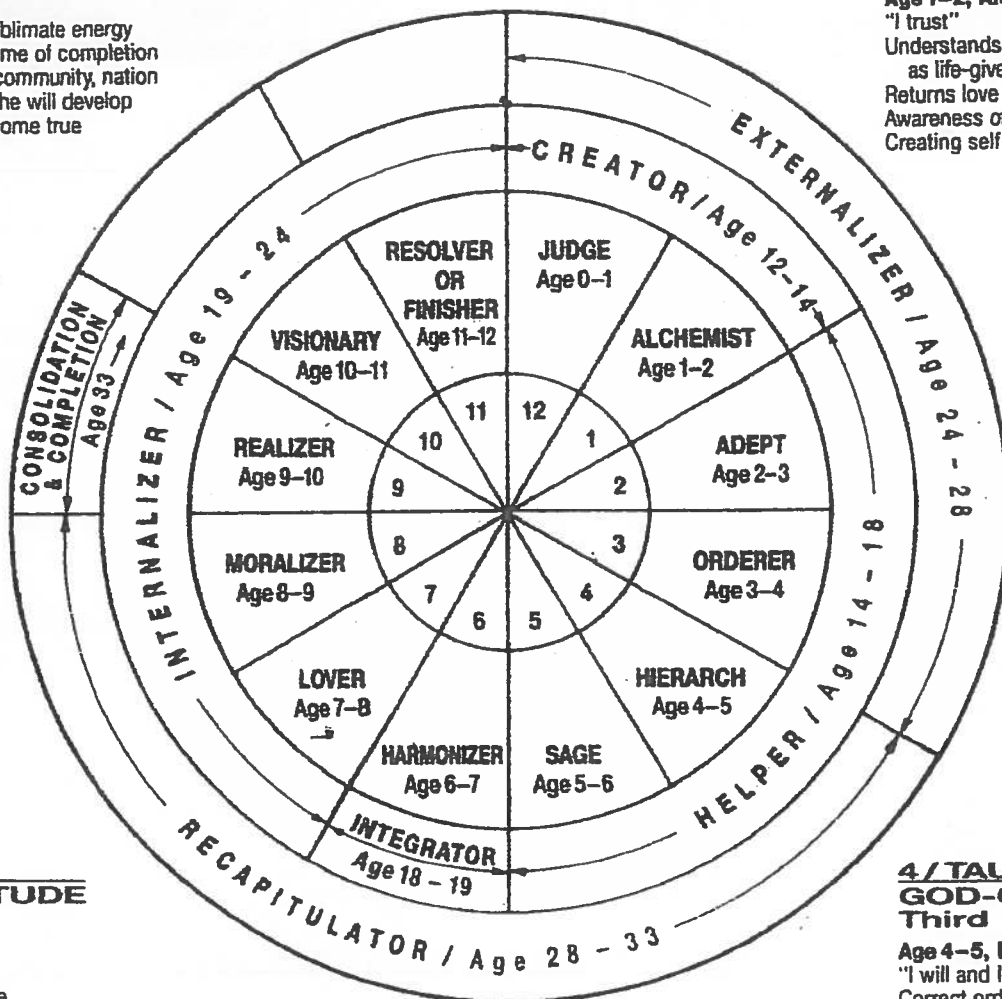 blimate energy
me of completion
community, nation
he will develop
ome true
"I trust"
Understands
as life-give
Returns love
Awareness o
Creating self
EXTERNALIZER / Age 24 - 28
CREATOR / Age 12-14
INTERNALIZER / Age 19 - 24
CONSOLIDATION
& COMPLETION
Age 33
HELPER / Age 14 - 18
INTEGRATOR
Age 18 - 19
RECAPITULATOR / Age 28 - 33
JUDGE
Age 0–1
ALCHEMIST
Age 1–2
ADEPT
Age 2–3
ORDERER
Age 3–4
HIERARCH
Age 4–5
SAGE
Age 5–6
HARMONIZER
Age 6–7
LOVER
Age 7–8
MORALIZER
Age 8–9
REALIZER
Age 9–10
VISIONARY
Age 10–11
RESOLVER
OR
FINISHER
Age 11–12
12
1
2
3
4
5
6
7
8
9
10
11
TUDE
4/TAU
GOD-
Third
Age 4–5,
"I will and